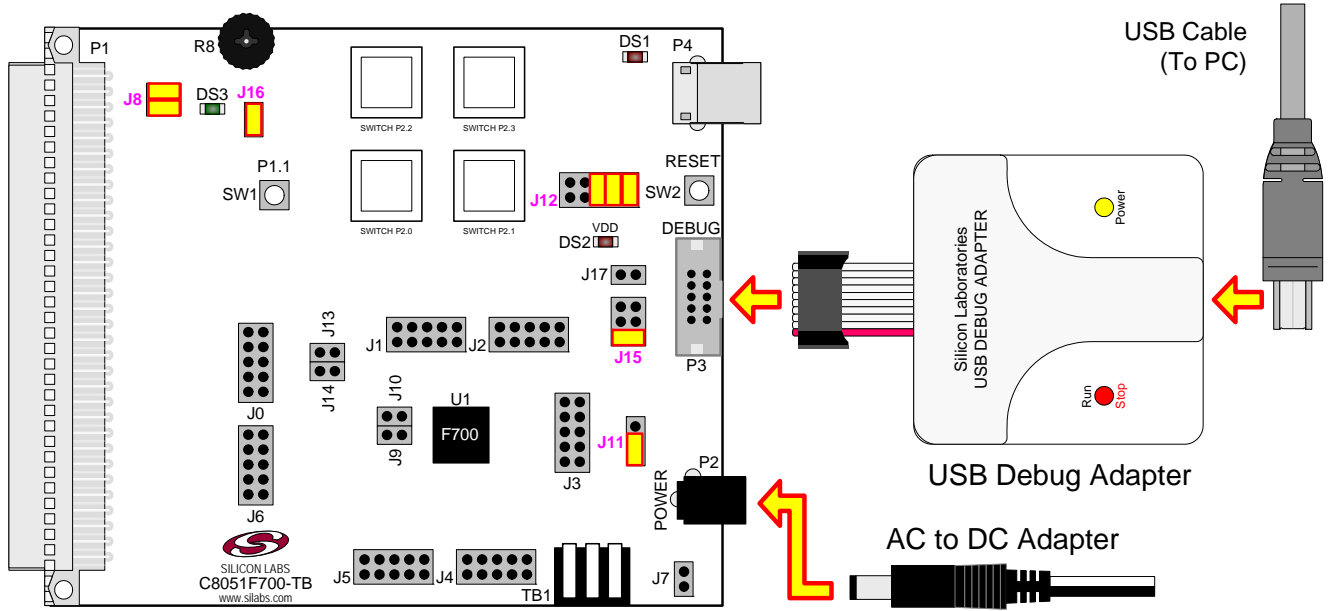 P1
R8
DS1
P4
USB Cable
(To PC)
J8
DS3
J16
SWITCH P2.2
SWITCH P2.3
P1.1
SW1
RESET
SW2
J12
SWITCH P2.0
SWITCH P2.1
VDD
DS2
DEBUG
J17
Silicon Laboratories
USB DEBUG ADAPTER
Power
Run
Stop
J13
J14
J1
J2
J15
P3
J0
J10
J9
U1
F700
J3
J11
P2
POWER
USB Debug Adapter
J6
SILICON LABS
C8051F700-TB
www.silabs.com
J5
J4
TB1
J7
AC to DC Adapter